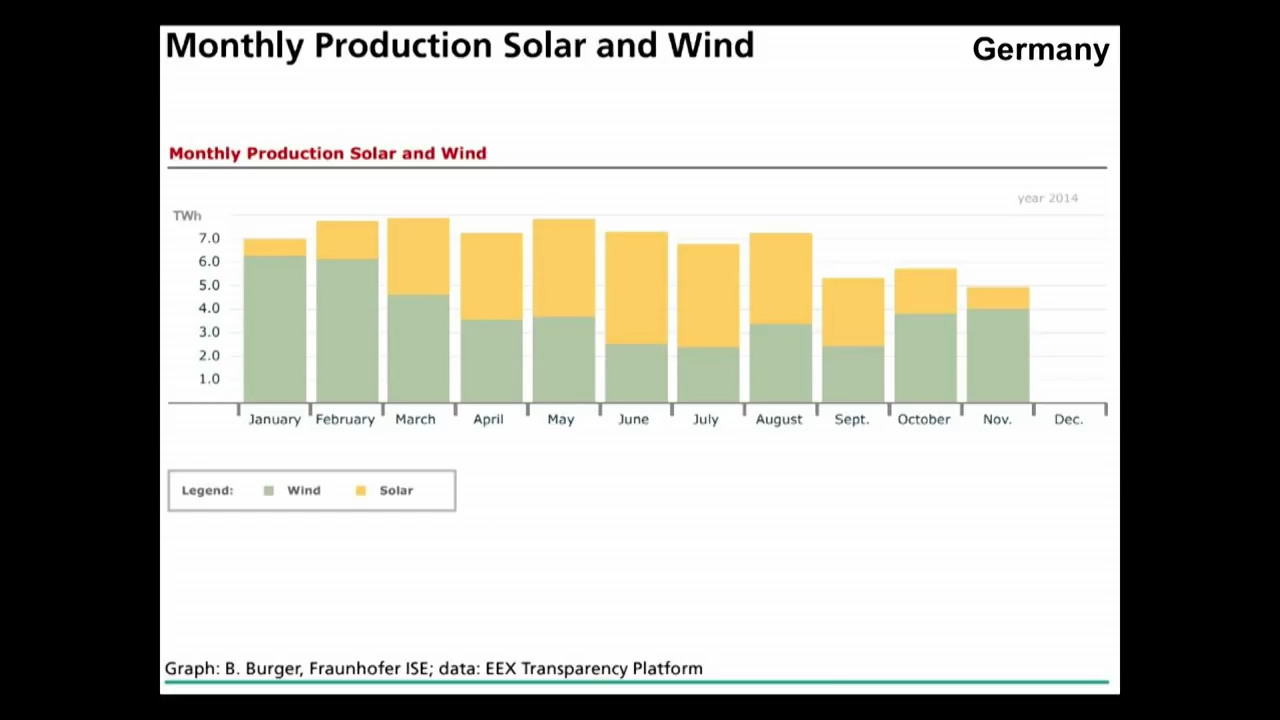 Monthly Production Solar and Wind
Germany
Monthly Production Solar and Wind
year 2014
TWh
7.0
6.0
5.0
4.0
3.0
2.0
1.0
January February March April May June July August Sept. October Nov. Dec.
Legend: Wind Solar
Graph: B. Burger, Fraunhofer ISE; data: EEX Transparency Platform